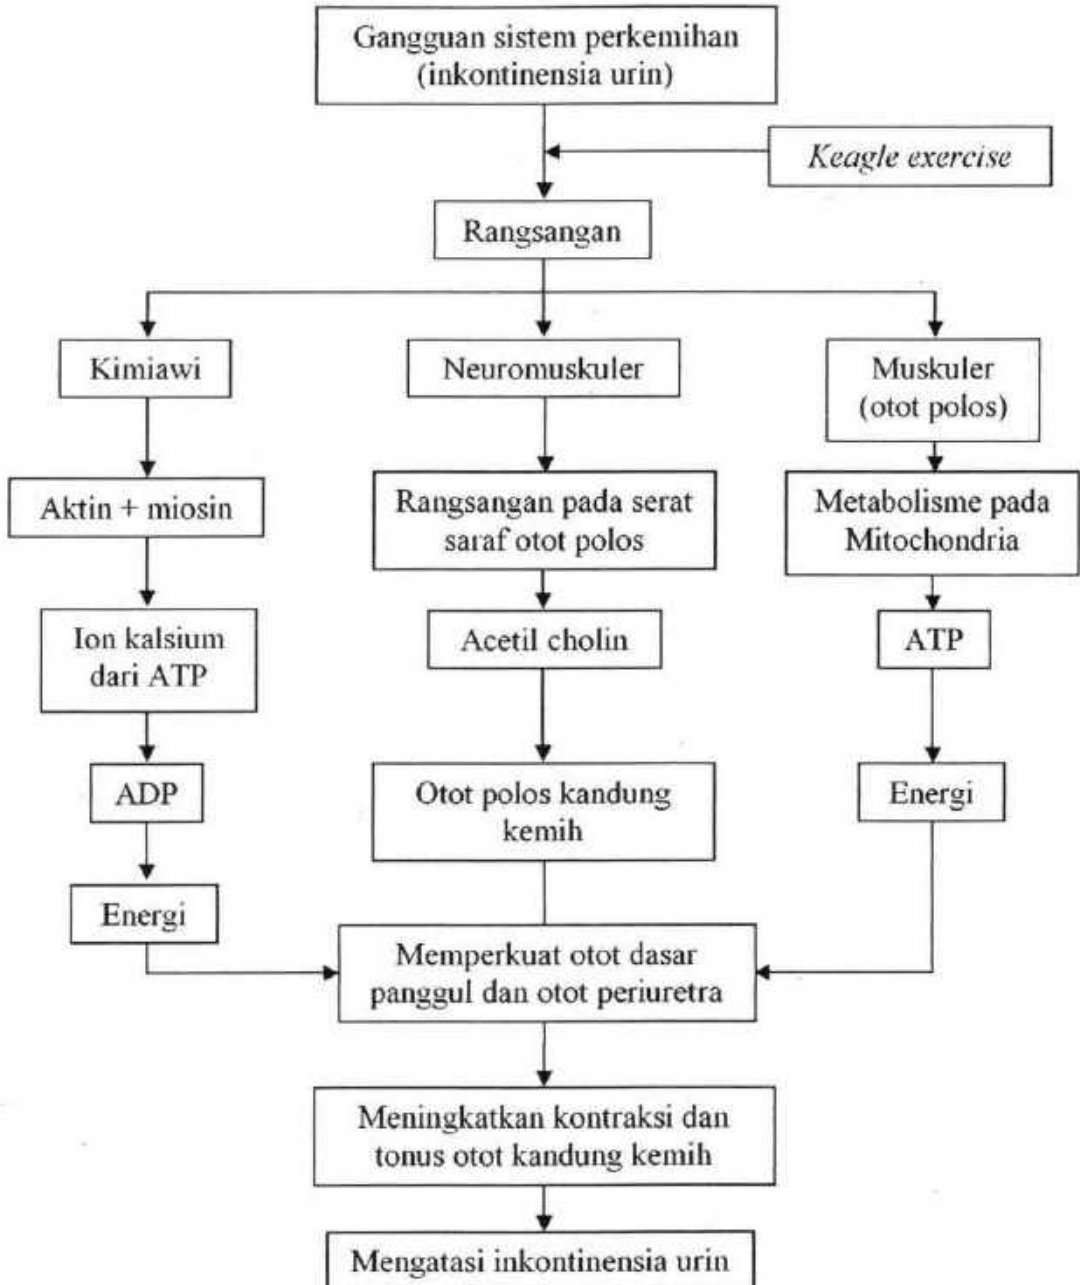 Gangguan sistem perkemihan
(inkontinensia urin)
Keagle exercise
Rangsangan
Kimiawi
Neuromuskuler
Muskuler
(otot polos)
Aktin + miosin
Rangsangan pada serat
saraf otot polos
Metabolisme pada
Mitochondria
Ion kalsium
dari ATP
Acetil cholin
ATP
ADP
Otot polos kandung
kemih
Energi
Energi
Memperkuat otot dasar
panggul dan otot periuretra
Meningkatkan kontraksi dan
tonus otot kandung kemih
Mengatasi inkontinensia urin